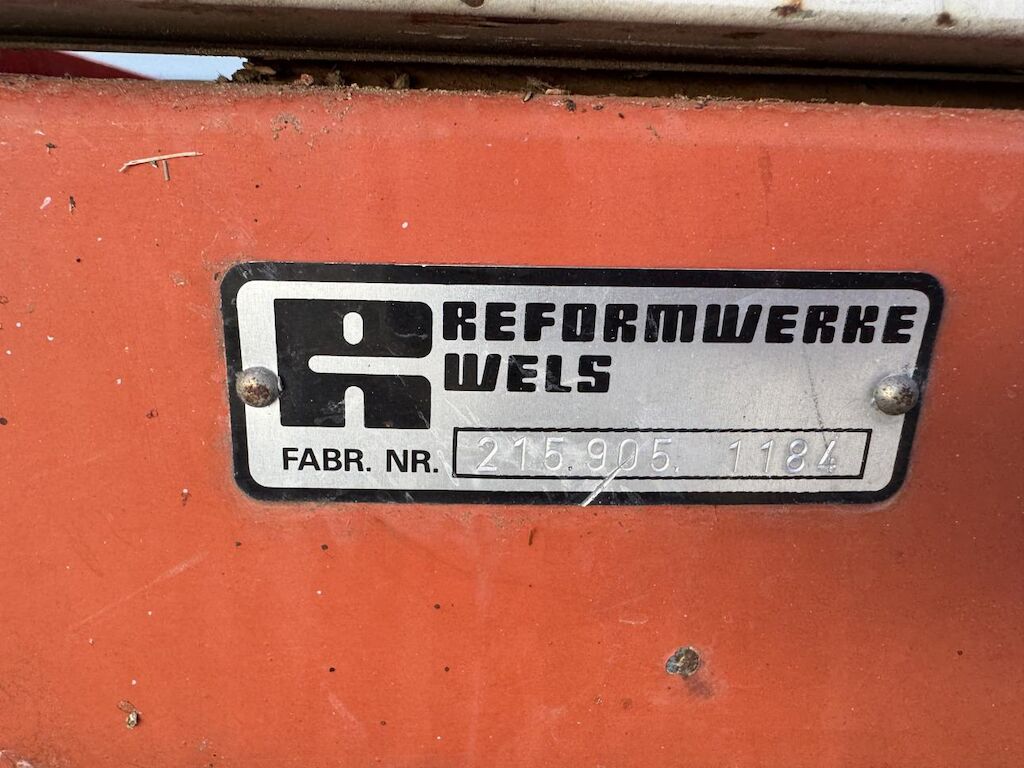 REFORMWERKE
WELS
FABR. NR. 215.905. 1184